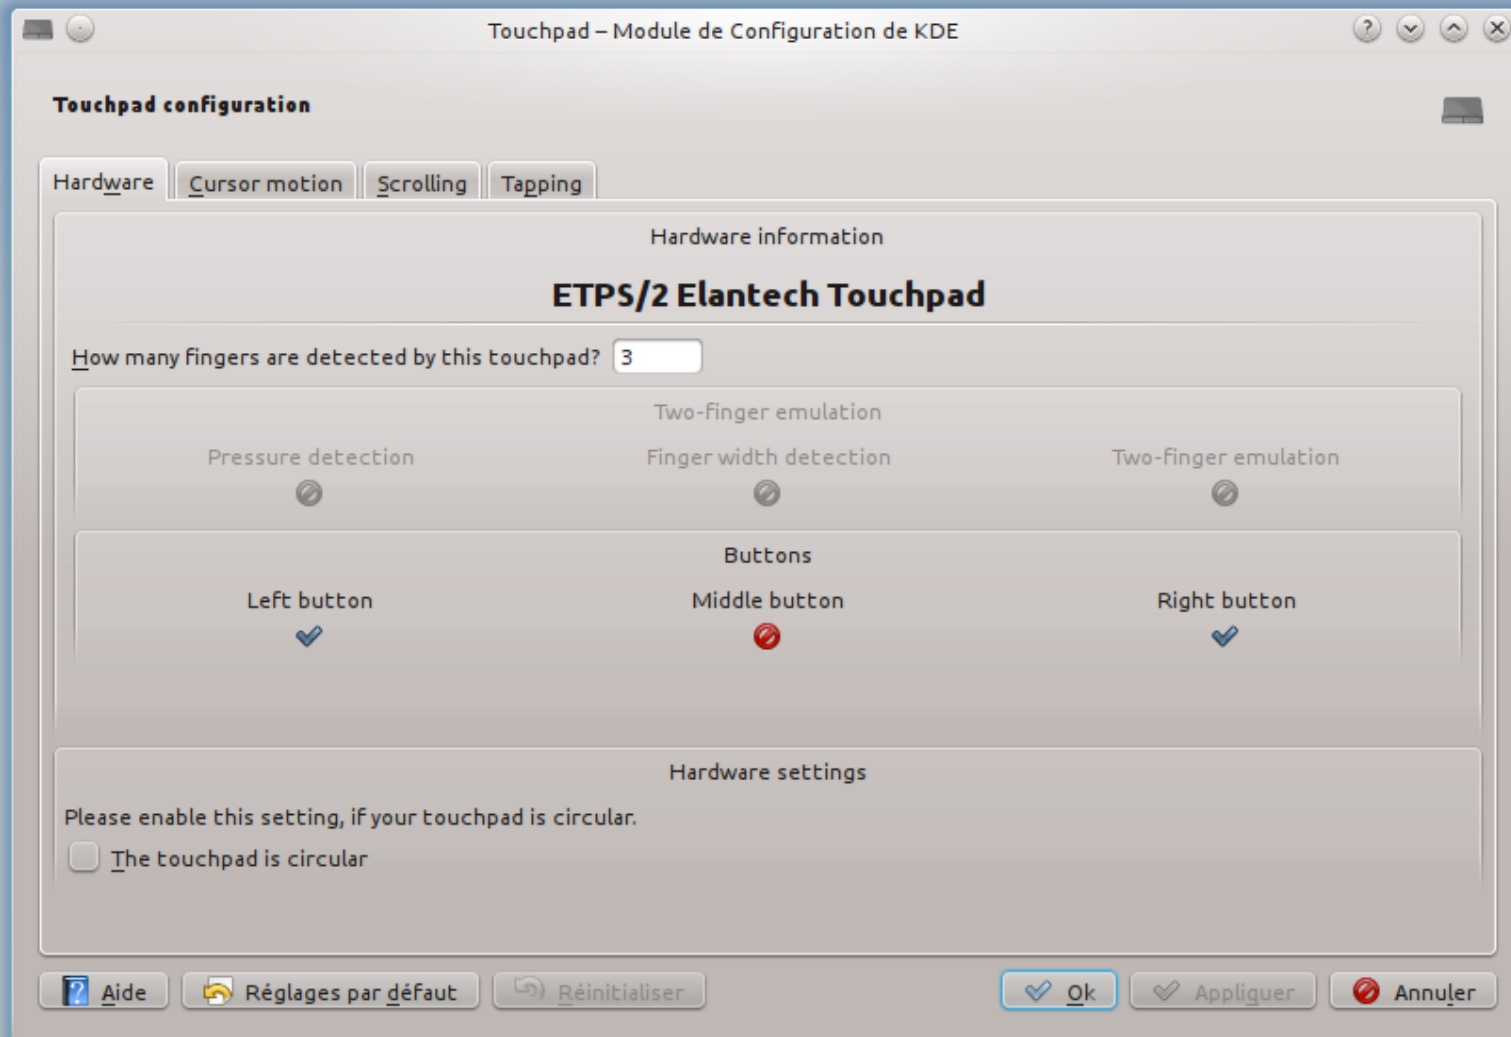 Touchpad – Module de Configuration de KDE
Touchpad configuration
Hardware Cursor motion Scrolling Tapping
Hardware information
ETPS/2 Elantech Touchpad
How many fingers are detected by this touchpad? 3
Two-finger emulation
Pressure detection Finger width detection Two-finger emulation
Buttons
Left button Middle button Right button
Hardware settings
Please enable this setting, if your touchpad is circular.
The touchpad is circular
Aide Réglages par défaut Réinitialiser Ok Appliquer Annuler